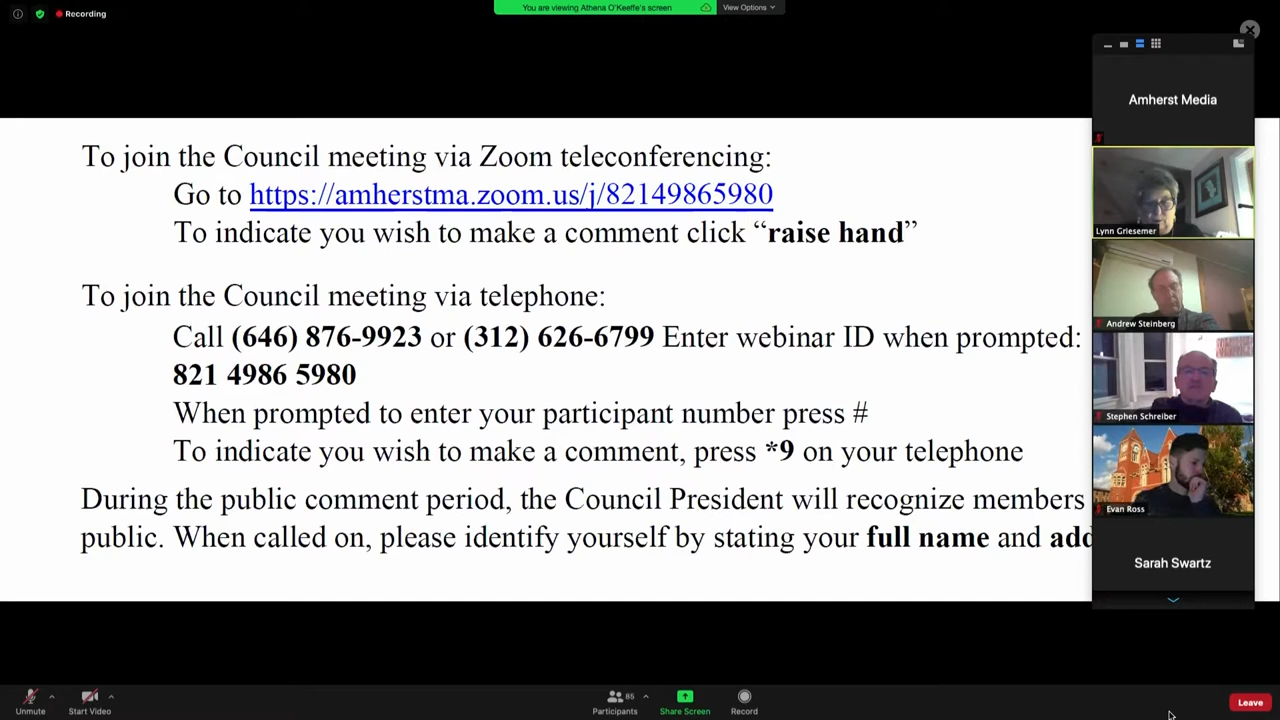 Recording
You are viewing Athena O'Keeffe's screen
View Options
Amherst Media
To join the Council meeting via Zoom teleconferencing:
Go to https://amherstma.zoom.us/j/82149865980
To indicate you wish to make a comment click “raise hand”
Lynn Griesemer
To join the Council meeting via telephone:
Andrew Steinberg
Call (646) 876-9923 or (312) 626-6799 Enter webinar ID when prompted:
821 4986 5980
When prompted to enter your participant number press #
Stephen Schreiber
To indicate you wish to make a comment, press *9 on your telephone
During the public comment period, the Council President will recognize members
Evan Ross
public. When called on, please identify yourself by stating your full name and add
Sarah Swartz
Unmute
Start Video
85
Participants
Share Screen
Record
Leave